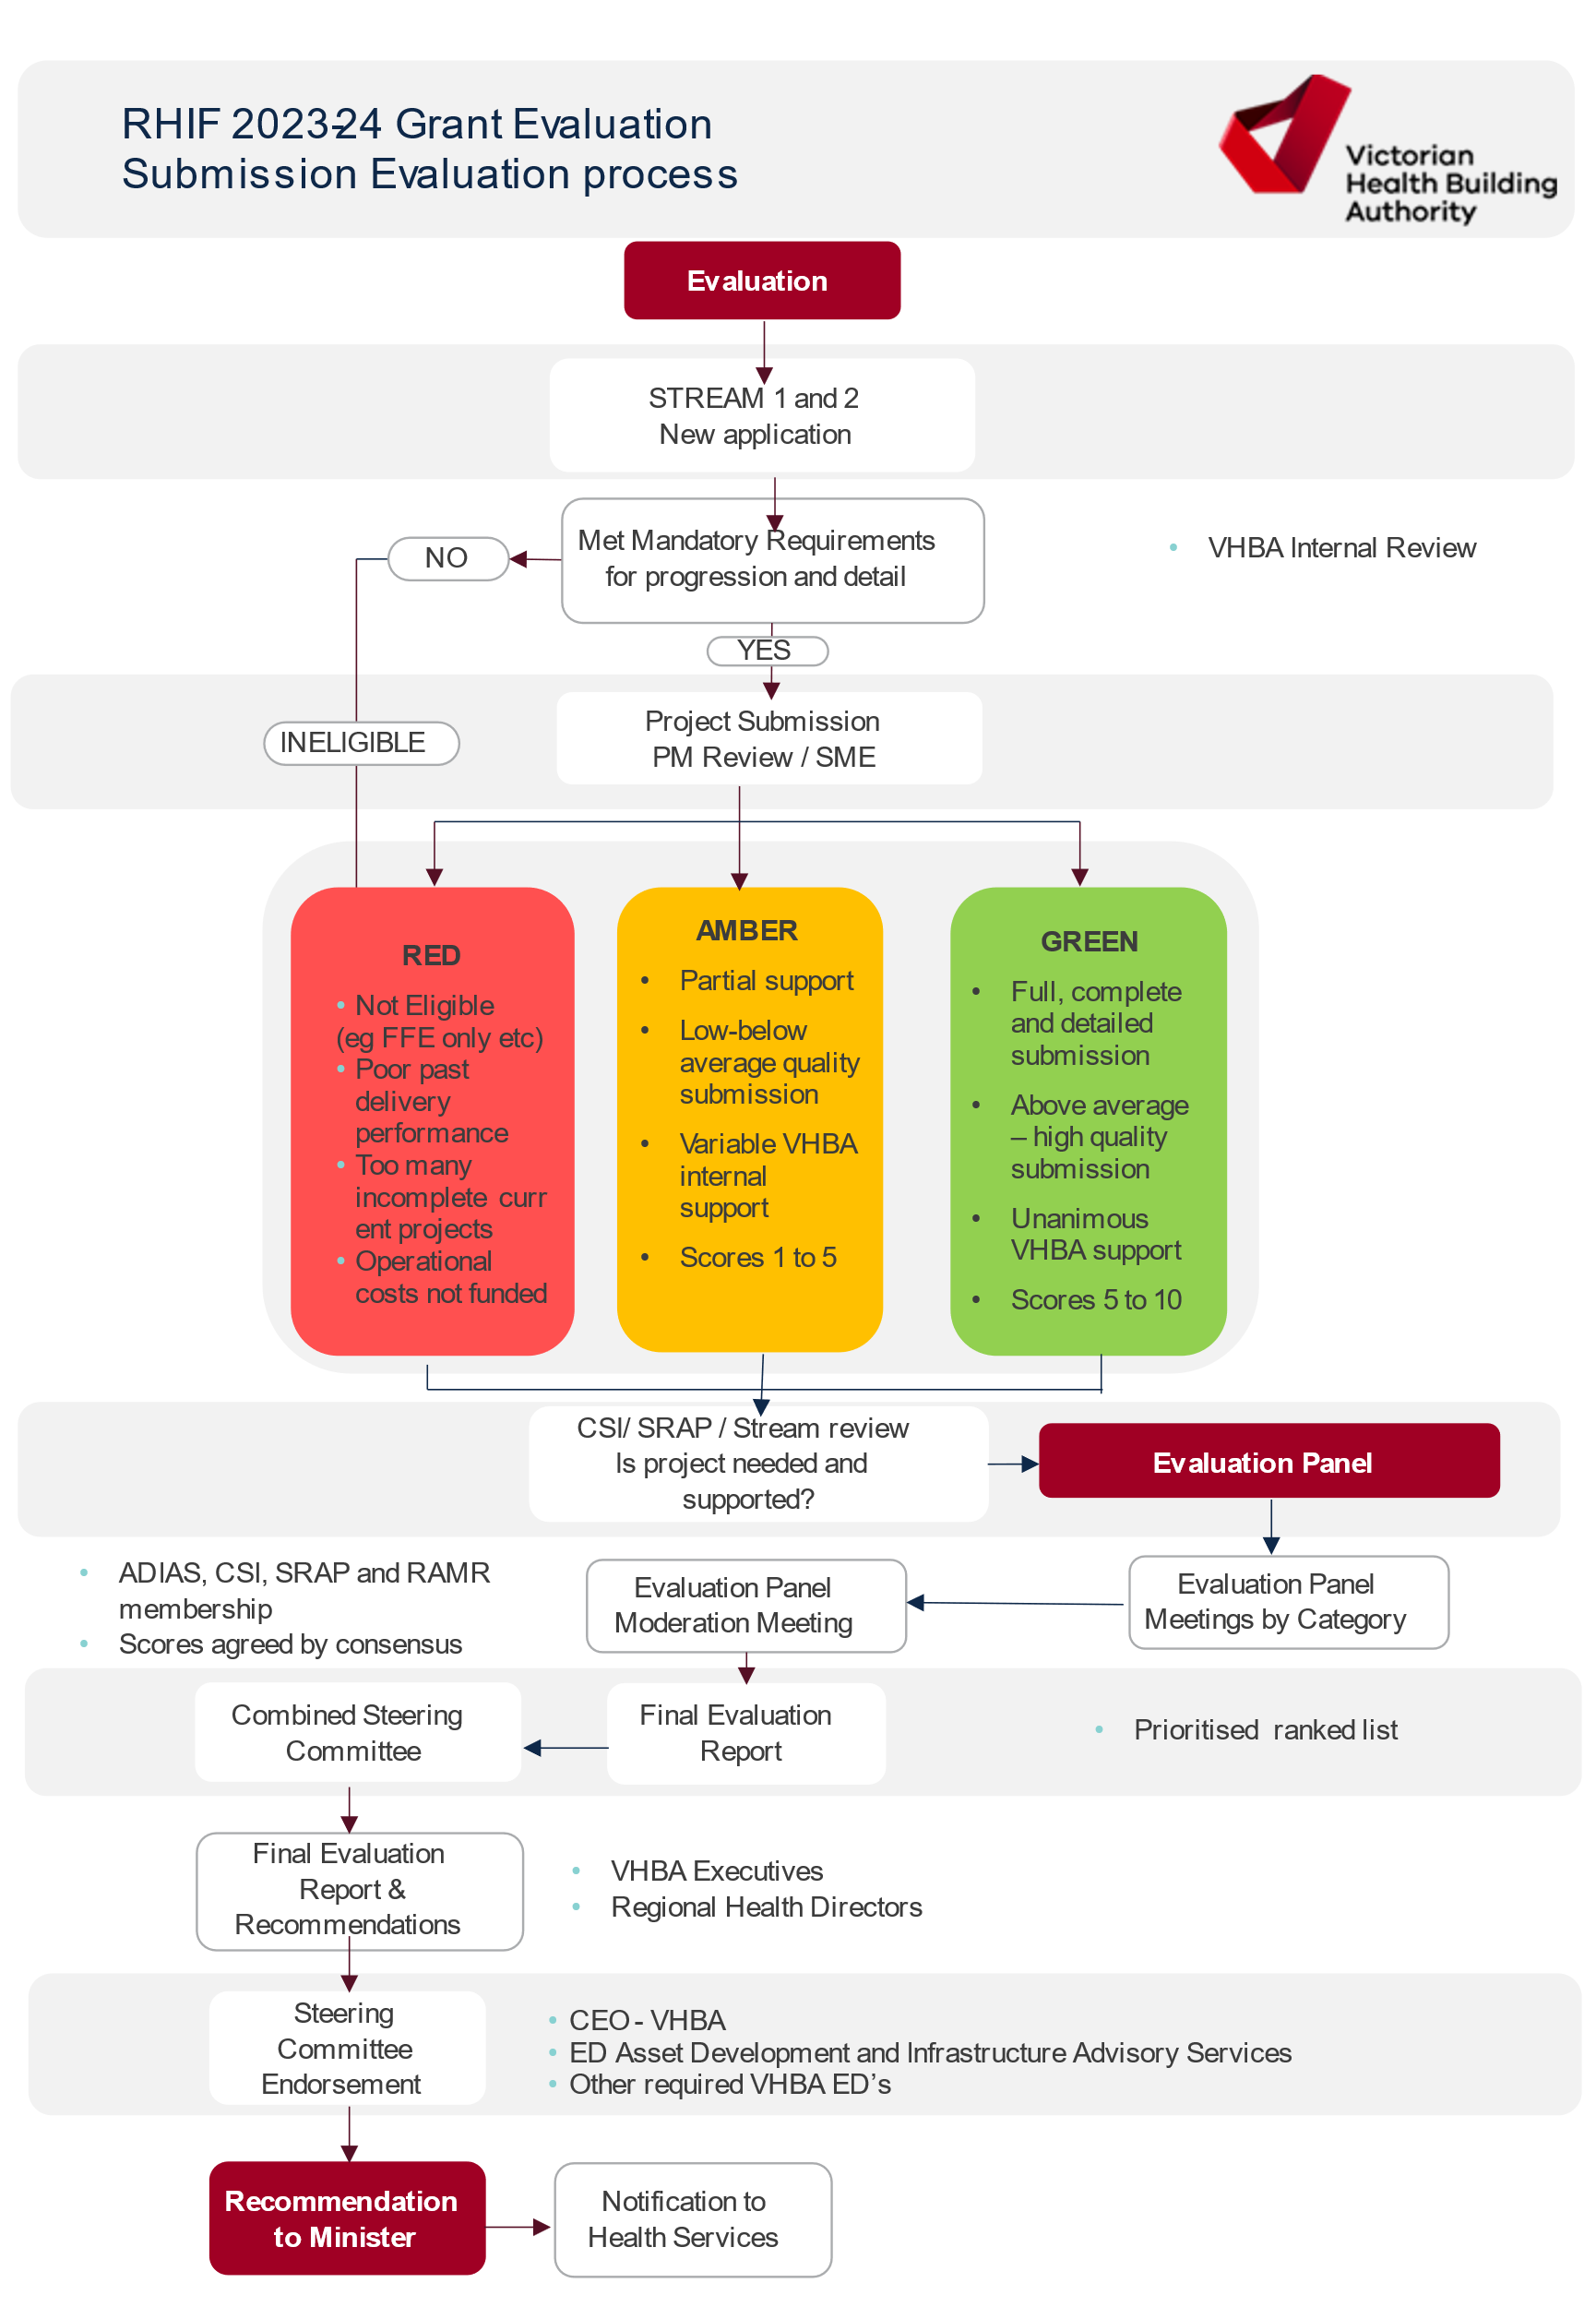 RHIF 2023-24 Grant Evaluation
Submission Evaluation process
Victorian
Health Building
Authority
Evaluation
STREAM 1 and 2
New application
Met Mandatory Requirements
for progression and detail
NO
• VHBA Internal Review
YES
Project Submission
PM Review / SME
INELIGIBLE
RED
• Not Eligible
(eg FFE only etc)
• Poor past
delivery
performance
• Too many
incomplete curr
ent projects
• Operational
costs not funded
AMBER
• Partial support
• Low-below
average quality
submission
• Variable VHBA
internal
support
• Scores 1 to 5
GREEN
• Full, complete
and detailed
submission
• Above average
– high quality
submission
• Unanimous
VHBA support
• Scores 5 to 10
CSI/ SRAP / Stream review
Is project needed and
supported?
Evaluation Panel
• ADIAS, CSI, SRAP and RAMR
membership
• Scores agreed by consensus
Evaluation Panel
Moderation Meeting
Evaluation Panel
Meetings by Category
Combined Steering
Committee
Final Evaluation
Report
• Prioritised ranked list
Final Evaluation
Report &
Recommendations
• VHBA Executives
• Regional Health Directors
Steering
Committee
Endorsement
• CEO - VHBA
• ED Asset Development and Infrastructure Advisory Services
• Other required VHBA ED’s
Recommendation
to Minister
Notification to
Health Services